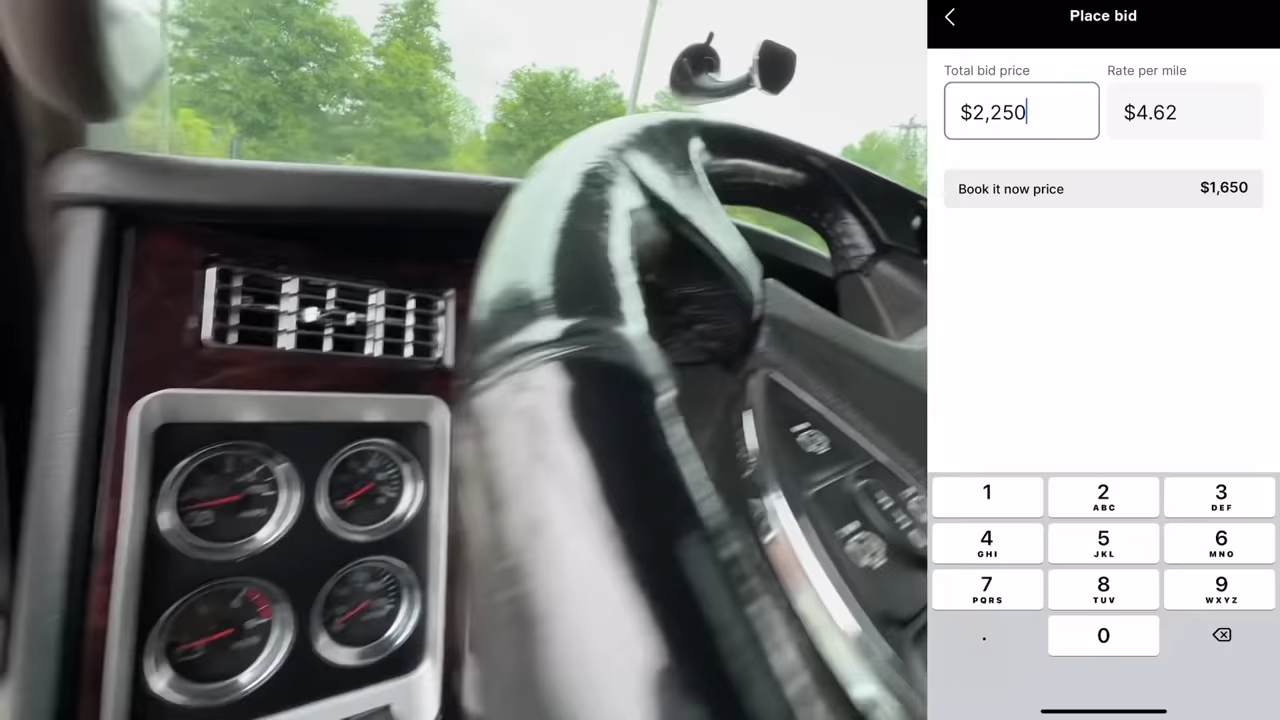 Place bid
Total bid price
Rate per mile
$2,250
$4.62
Book it now price
$1,650
1
2
ABC
3
DEF
4
GHI
5
JKL
6
MNO
7
PQRS
8
TUV
9
WXYZ
.
0